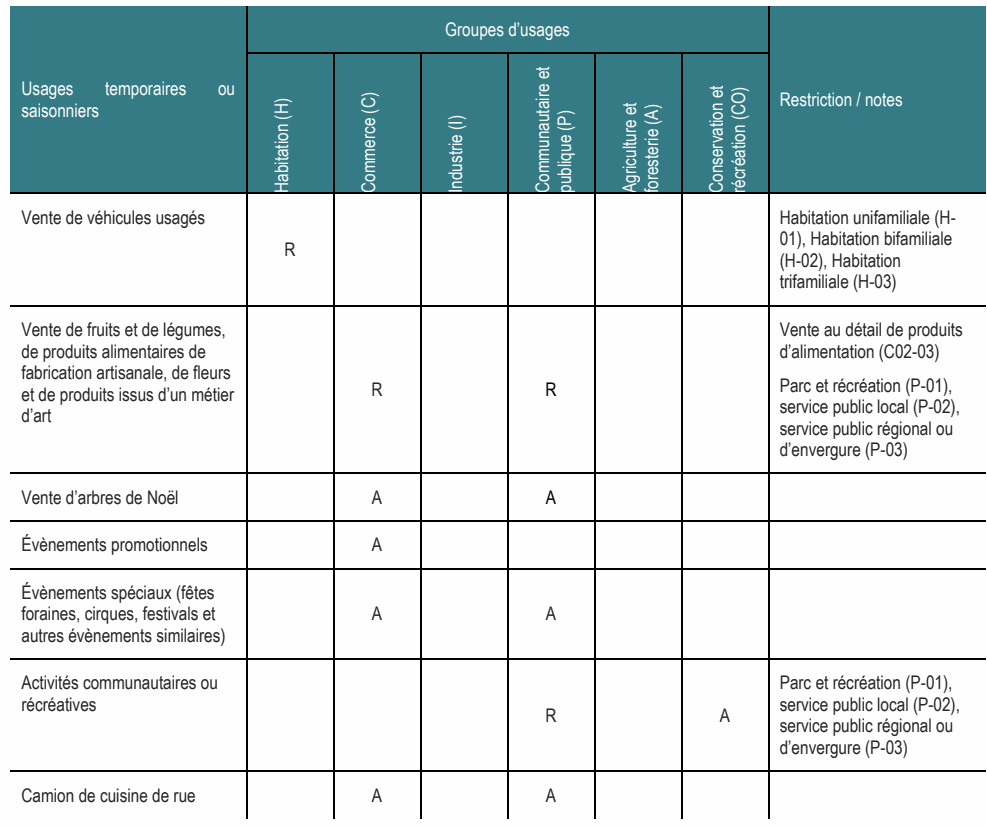 Groupes d'usages
Usages temporaires ou
saisonniers
Habitation (H)
Commerce (C)
Industrie (I)
Communautaire et
publique (P)
Agriculture et
foresterie (A)
Conservation et
récréation (CO)
Restriction / notes
Vente de véhicules usagés
R
Habitation unifamiliale (H-
01), Habitation bifamiliale
(H-02), Habitation
trifamiliale (H-03)
Vente de fruits et de légumes,
de produits alimentaires de
fabrication artisanale, de fleurs
et de produits issus d'un métier
d'art
R
R
Vente au détail de produits
d'alimentation (C02-03)
Parc et récréation (P-01),
service public local (P-02),
service public régional ou
d'envergure (P-03)
Vente d'arbres de Noël
A
A
Évènements promotionnels
A
Évènements spéciaux (fêtes
foraines, cirques, festivals et
autres évènements similaires)
A
A
Activités communautaires ou
récréatives
R
A
Parc et récréation (P-01),
service public local (P-02),
service public régional ou
d'envergure (P-03)
Camion de cuisine de rue
A
A